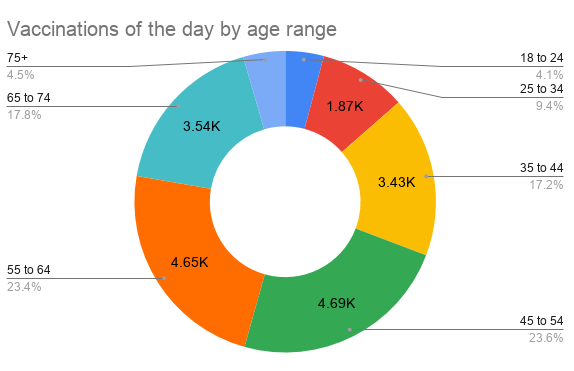 Vaccinations of the day by age range
75+
4.5%
65 to 74
17.8%
55 to 64
23.4%
18 to 24
4.1%
25 to 34
9.4%
35 to 44
17.2%
45 to 54
23.6%
1.87K
3.54K
3.43K
4.65K
4.69K